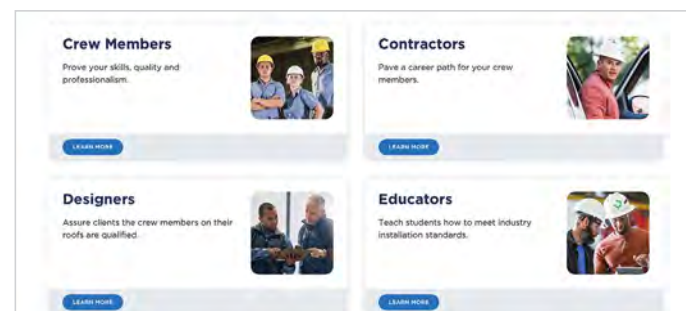 Crew Members
Prove your skills, quality and
professionalism.
LEARN MORE
Contractors
Pave a career path for your crew
members.
LEARN MORE
Designers
Assure clients the crew members on their
roofs are qualified.
LEARN MORE
Educators
Teach students how to meet industry
installation standards.
LEARN MORE